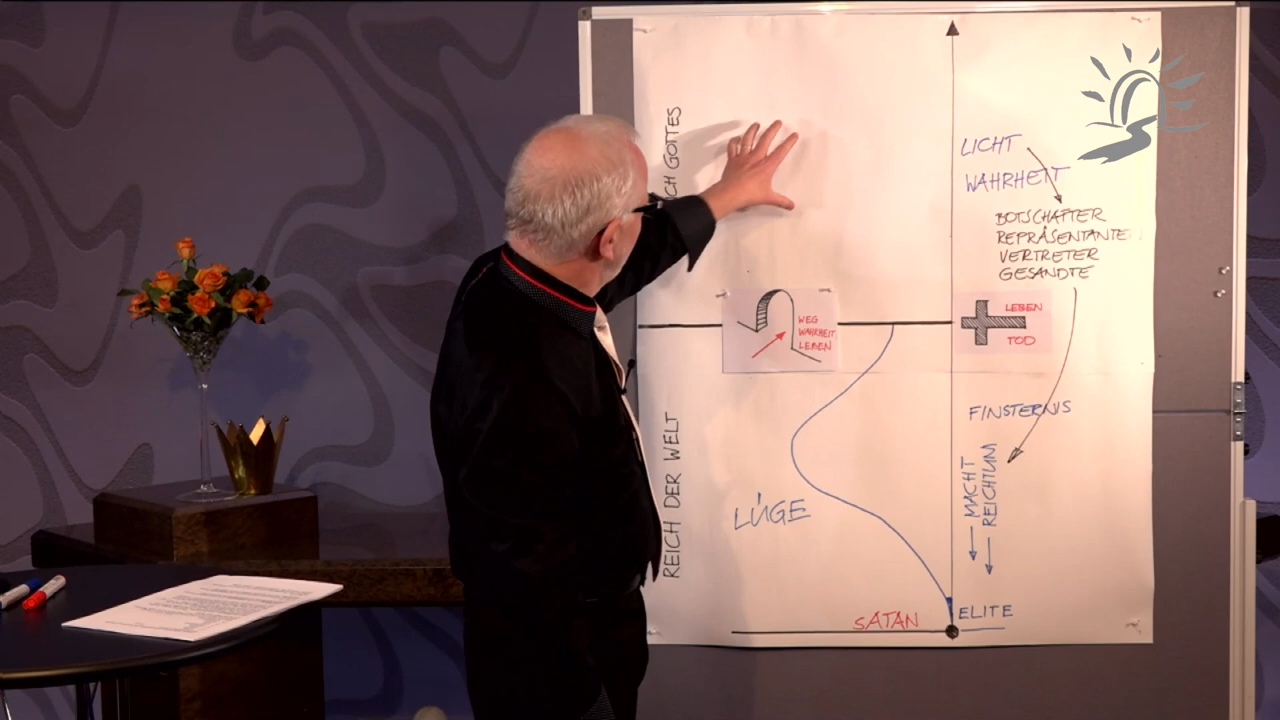 CH GOTTES
LICHT
WAHRHEIT
BOTSCHAFTER
REPRÄSENTANTEN
VERTRETER
GESANDTE
WEG
WAHRHEIT
LEBEN
LEBEN
TOD
FINSTERNIS
REICH DER WELT
MACHT
REICHTUM
LÜGE
SATAN
ELITE